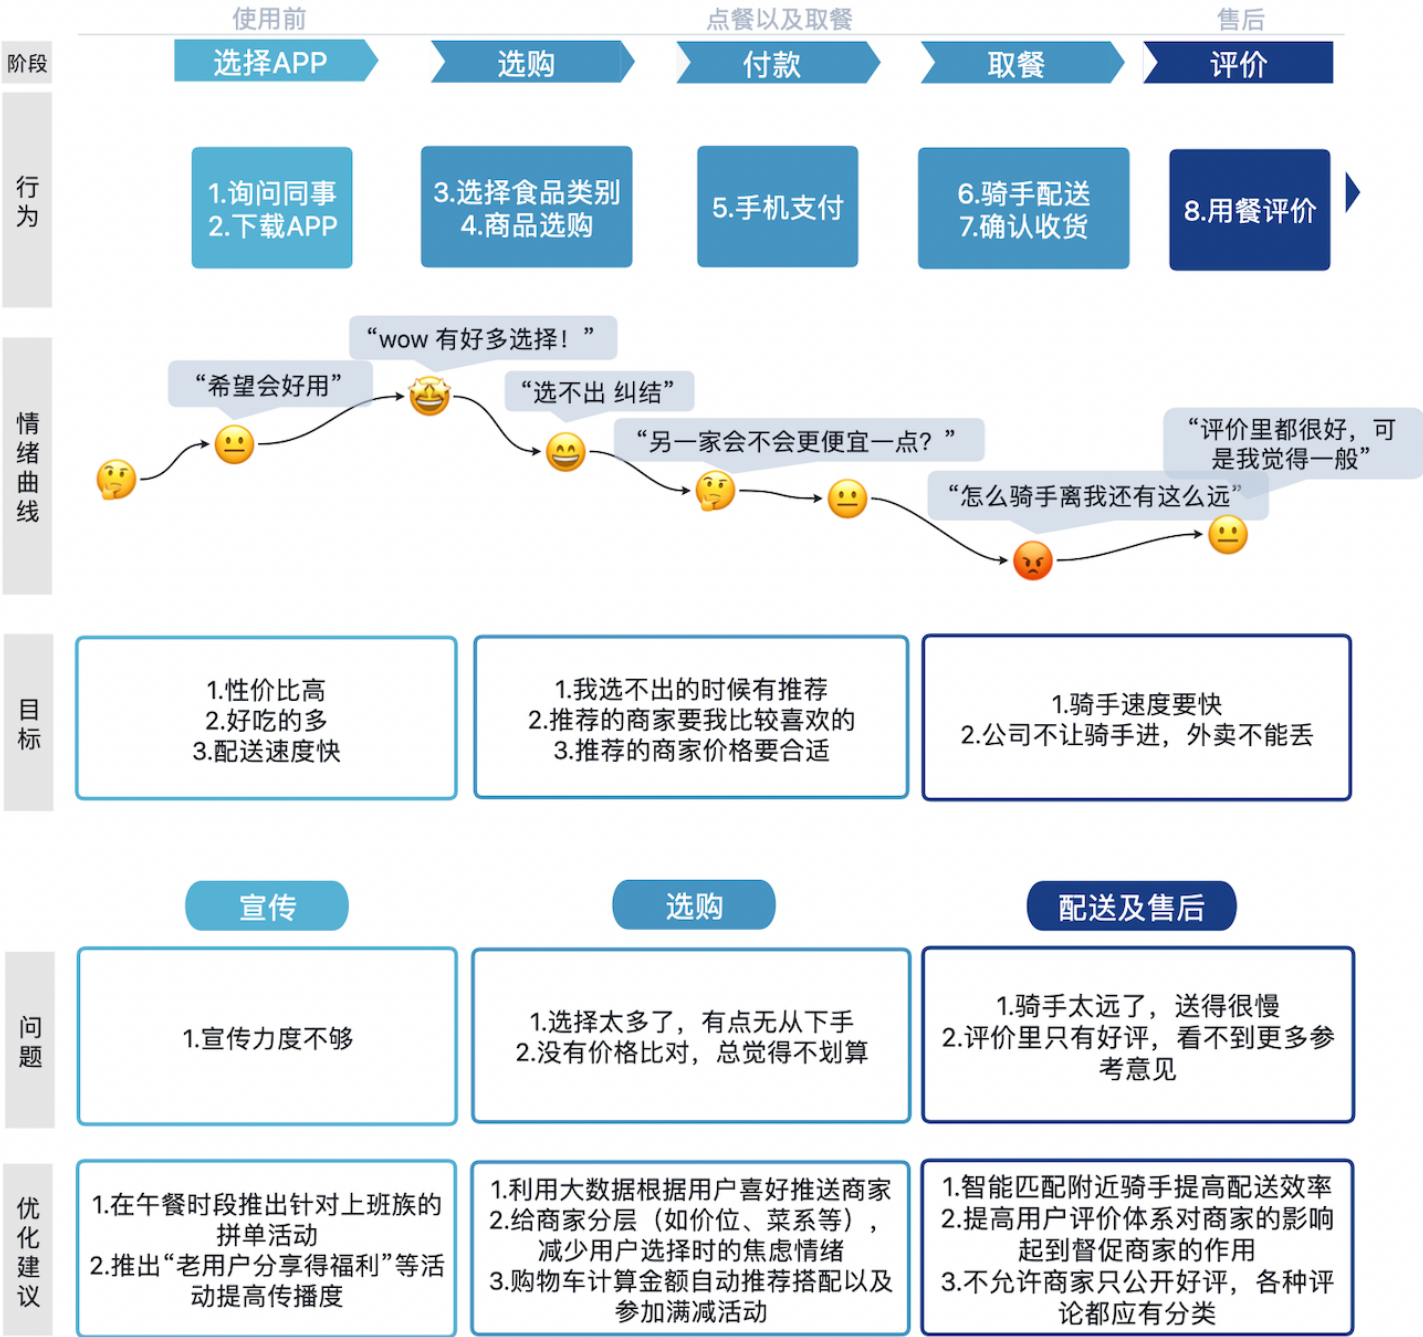 使用前
点餐以及取餐
售后
阶段
选择APP
选购
付款
取餐
评价
行
为
1.询问同事
2.下载APP
3.选择食品类别
4.商品选购
5.手机支付
6.骑手配送
7.确认收货
8.用餐评价
情
绪
曲
线
“希望会好用”
“wow 有好多选择！”
“选不出 纠结”
“另一家会不会更便宜一点？”
“怎么骑手离我还有这么远”
“评价里都很好，可
是我觉得一般”
目
标
1.性价比高
2.好吃的多
3.配送速度快
1.我选不出的时候有推荐
2.推荐的商家要我比较喜欢的
3.推荐的商家价格要合适
1.骑手速度要快
2.公司不让骑手进，外卖不能丢
宣传
选购
配送及售后
问
题
1.宣传力度不够
1.选择太多了，有点无从下手
2.没有价格比对，总觉得不划算
1.骑手太远了，送得很慢
2.评价里只有好评，看不到更多参
考意见
优
化
建
议
1.在午餐时段推出针对上班族的
拼单活动
2.推出“老用户分享得福利”等活
动提高传播度
1.利用大数据根据用户喜好推送商家
2.给商家分层（如价位、菜系等），
减少用户选择时的焦虑情绪
3.购物车计算金额自动推荐搭配以及
参加满减活动
1.智能匹配附近骑手提高配送效率
2.提高用户评价体系对商家的影响
起到督促商家的作用
3.不允许商家只公开好评，各种评
论都应有分类